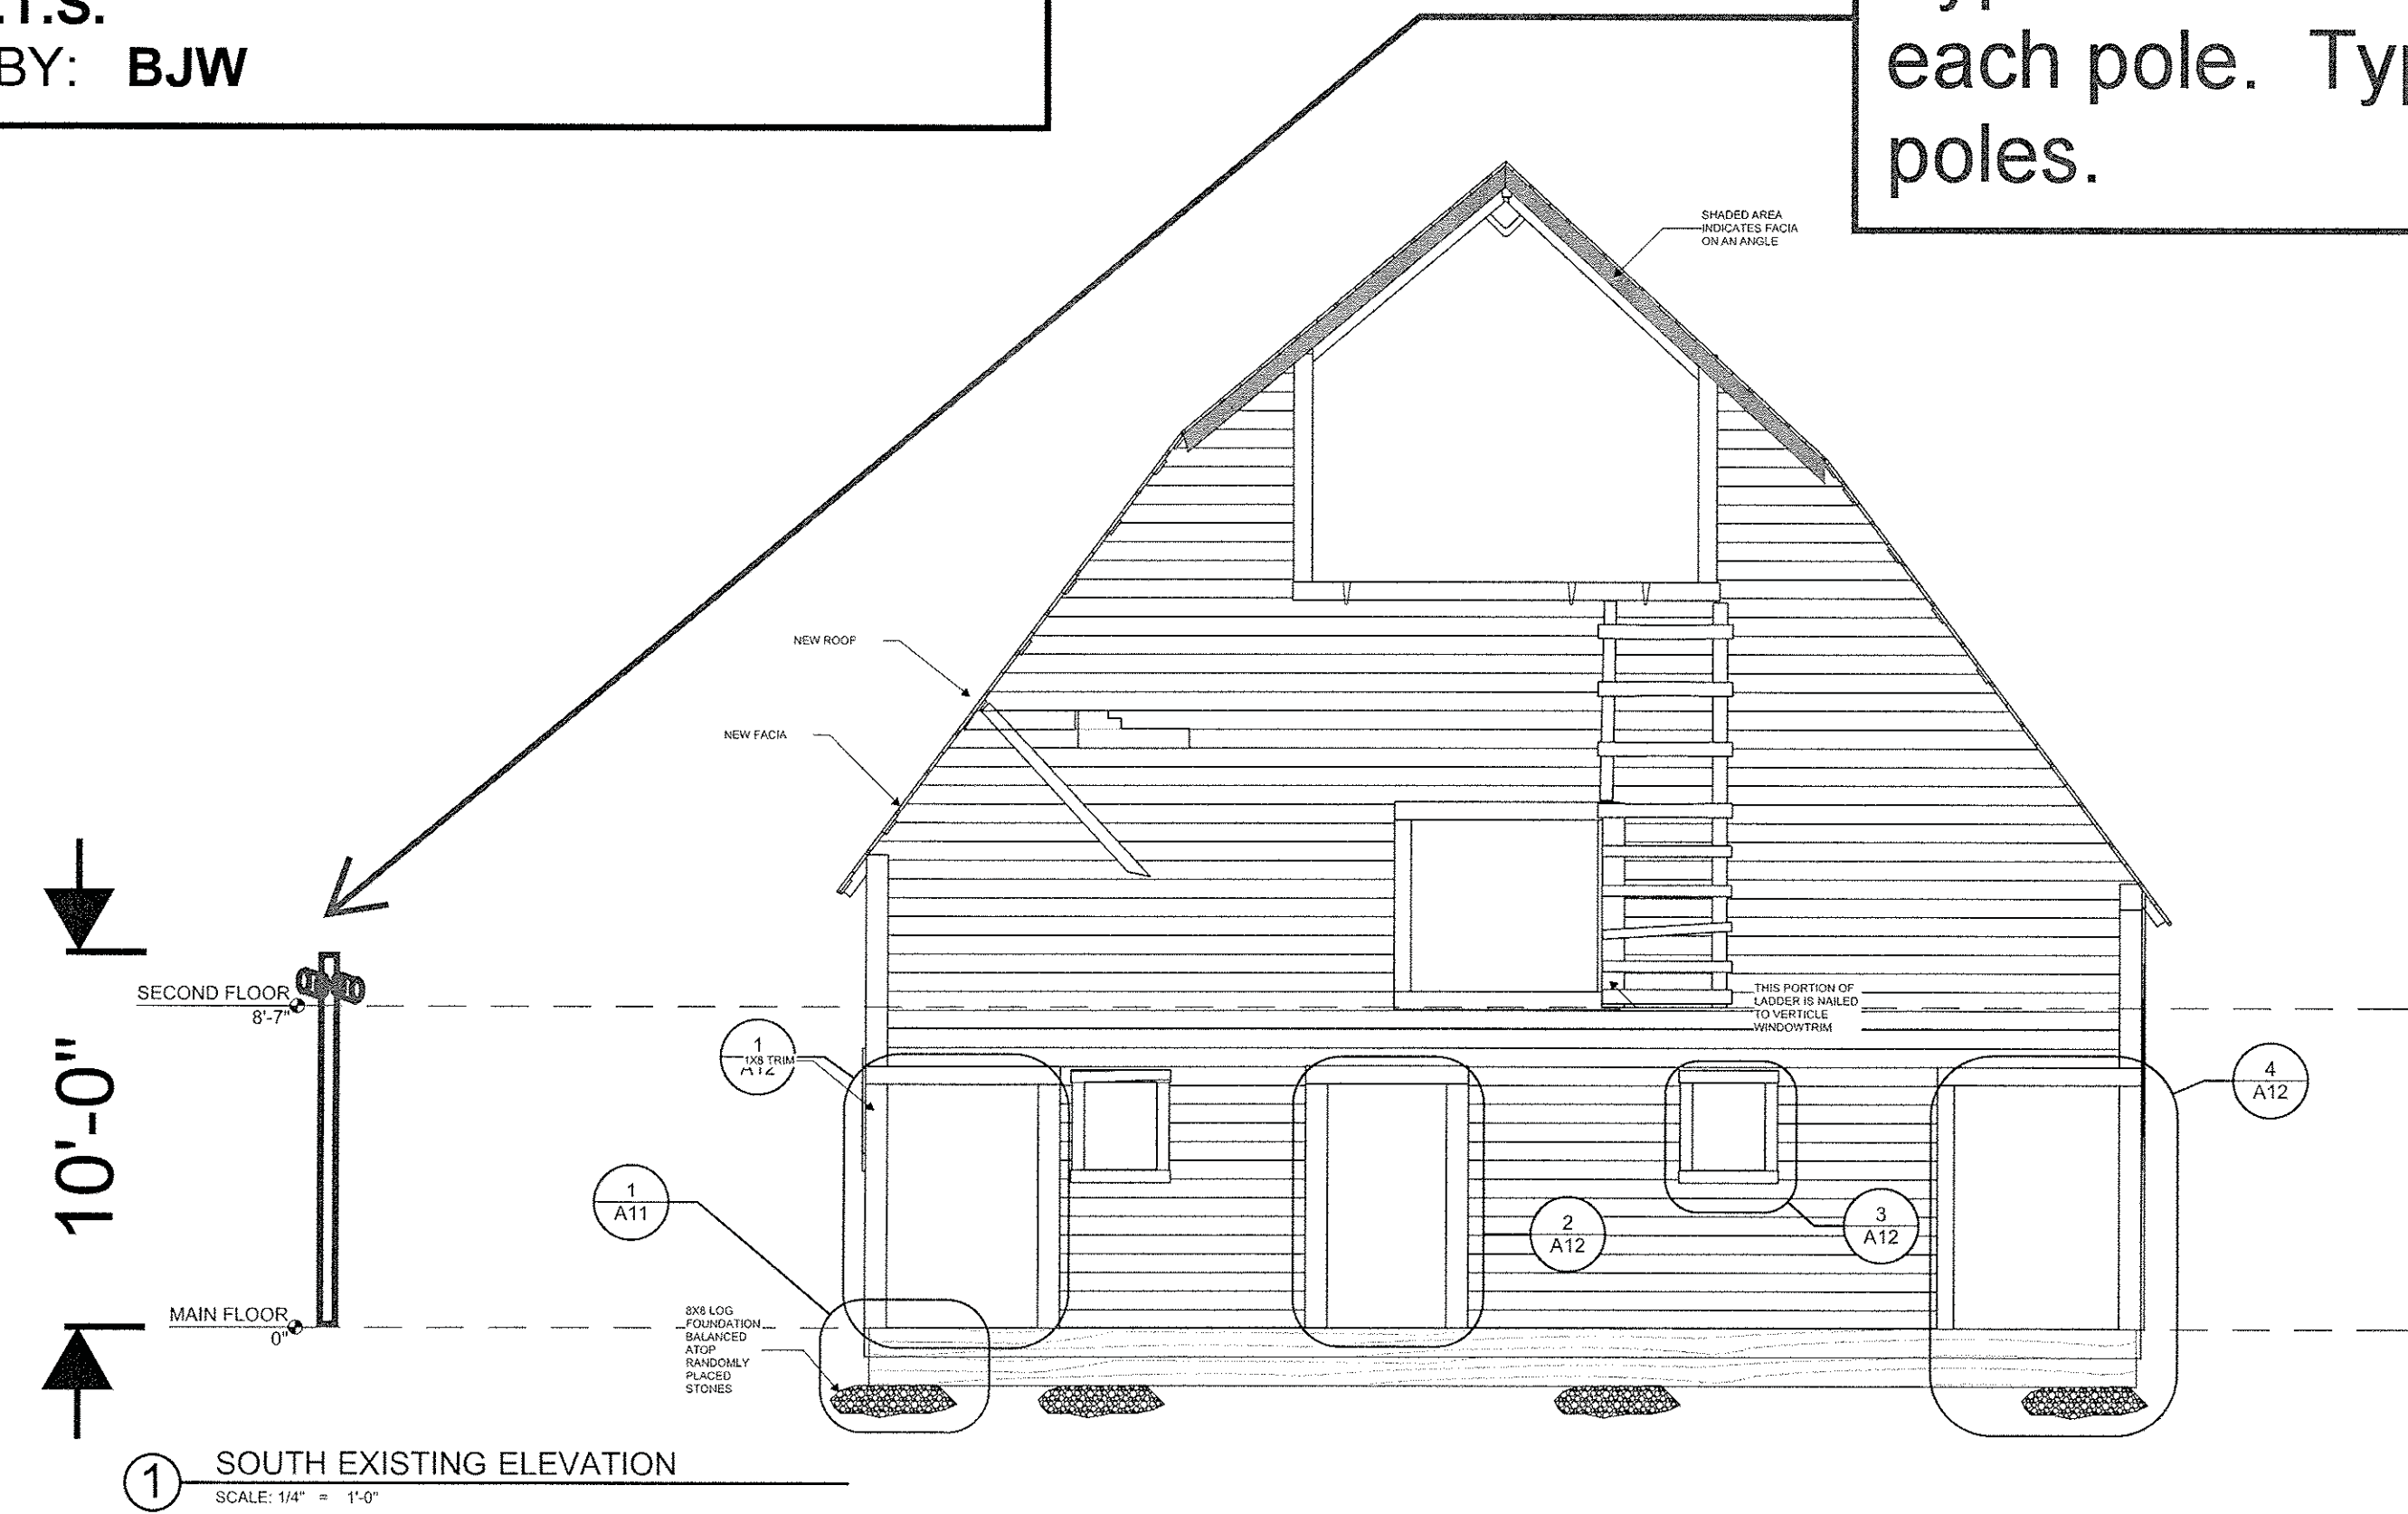 BY: BJW
each pole. Typ
poles.
SHADED AREA
INDICATES FACIA
ON AN ANGLE
NEW ROOF
NEW FACIA
SECOND FLOOR
8'-7"
10'-0"
THIS PORTION OF
LADDER IS NAILED
TO VERTICLE
WINDOWTRIM
1
1X8 TRIM
A12
4
A12
1
A11
2
A12
3
A12
MAIN FLOOR
0"
8X8 LOG
FOUNDATION
BALANCED
ATOP
RANDOMLY
PLACED
STONES
1
SOUTH EXISTING ELEVATION
SCALE: 1/4" = 1'-0"